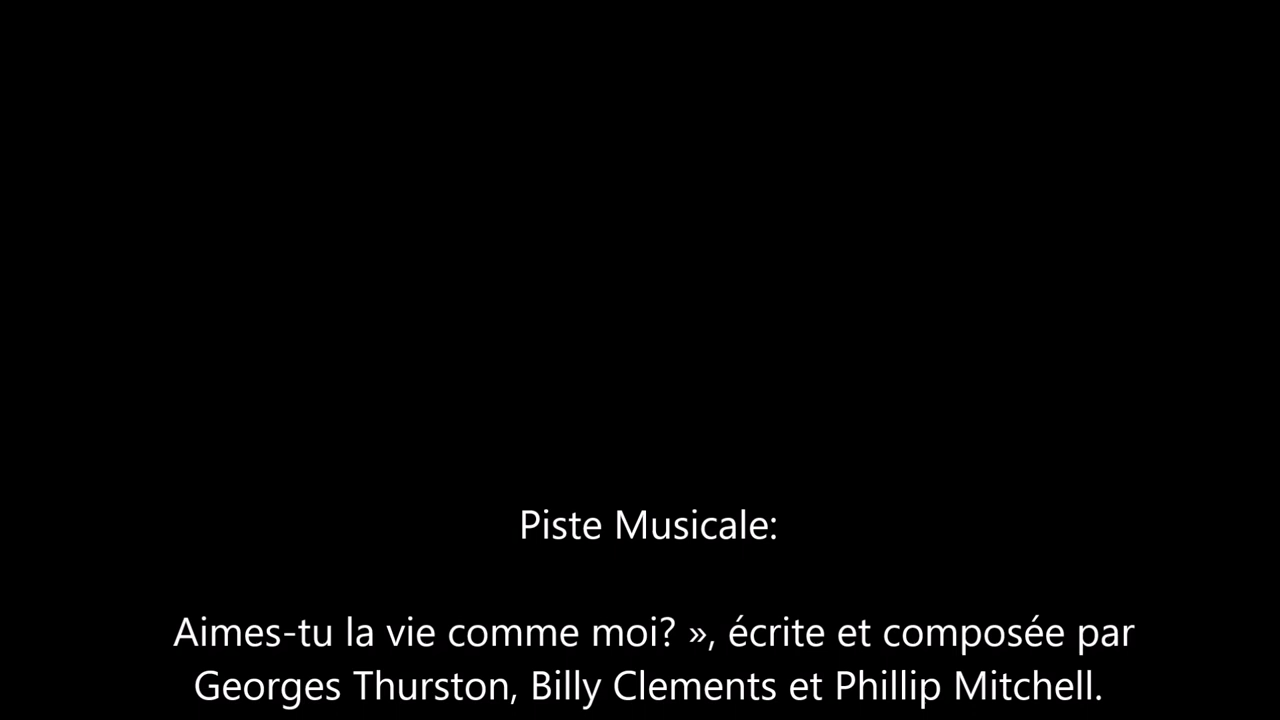 Piste Musicale:
Aimes-tu la vie comme moi? », écrite et composée par
Georges Thurston, Billy Clements et Phillip Mitchell.